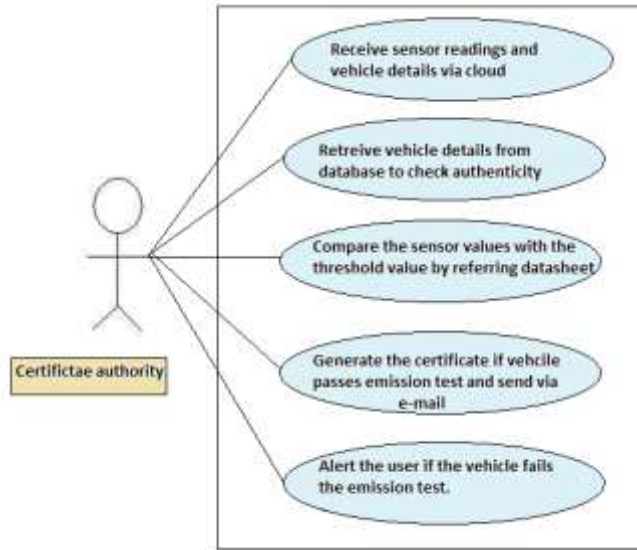 Receive sensor readings and
vehicle details via cloud
Retreive vehicle details from
database to check authenticity
Compare the sensor values with the
threshold value by referring datasheet
Generate the certificate if vehcile
passes emission test and send via
e-mail
Alert the user if the vehicle fails
the emission test.
Certifictae authority